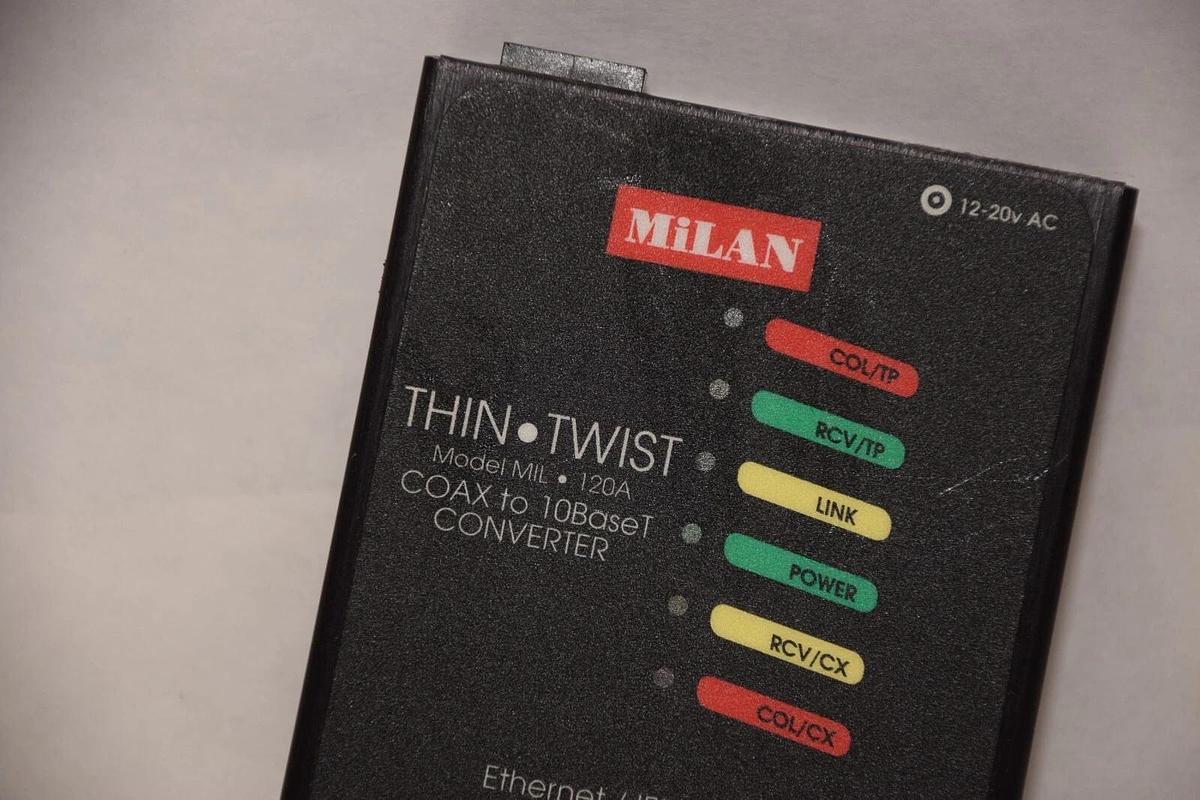 MiLAN
12-20v AC
COL/TP
RCV/TP
THIN•TWIST
Model MIL • 120A
COAX to 10BaseT
CONVERTER
LINK
POWER
RCV/CX
COL/CX
Ethernet